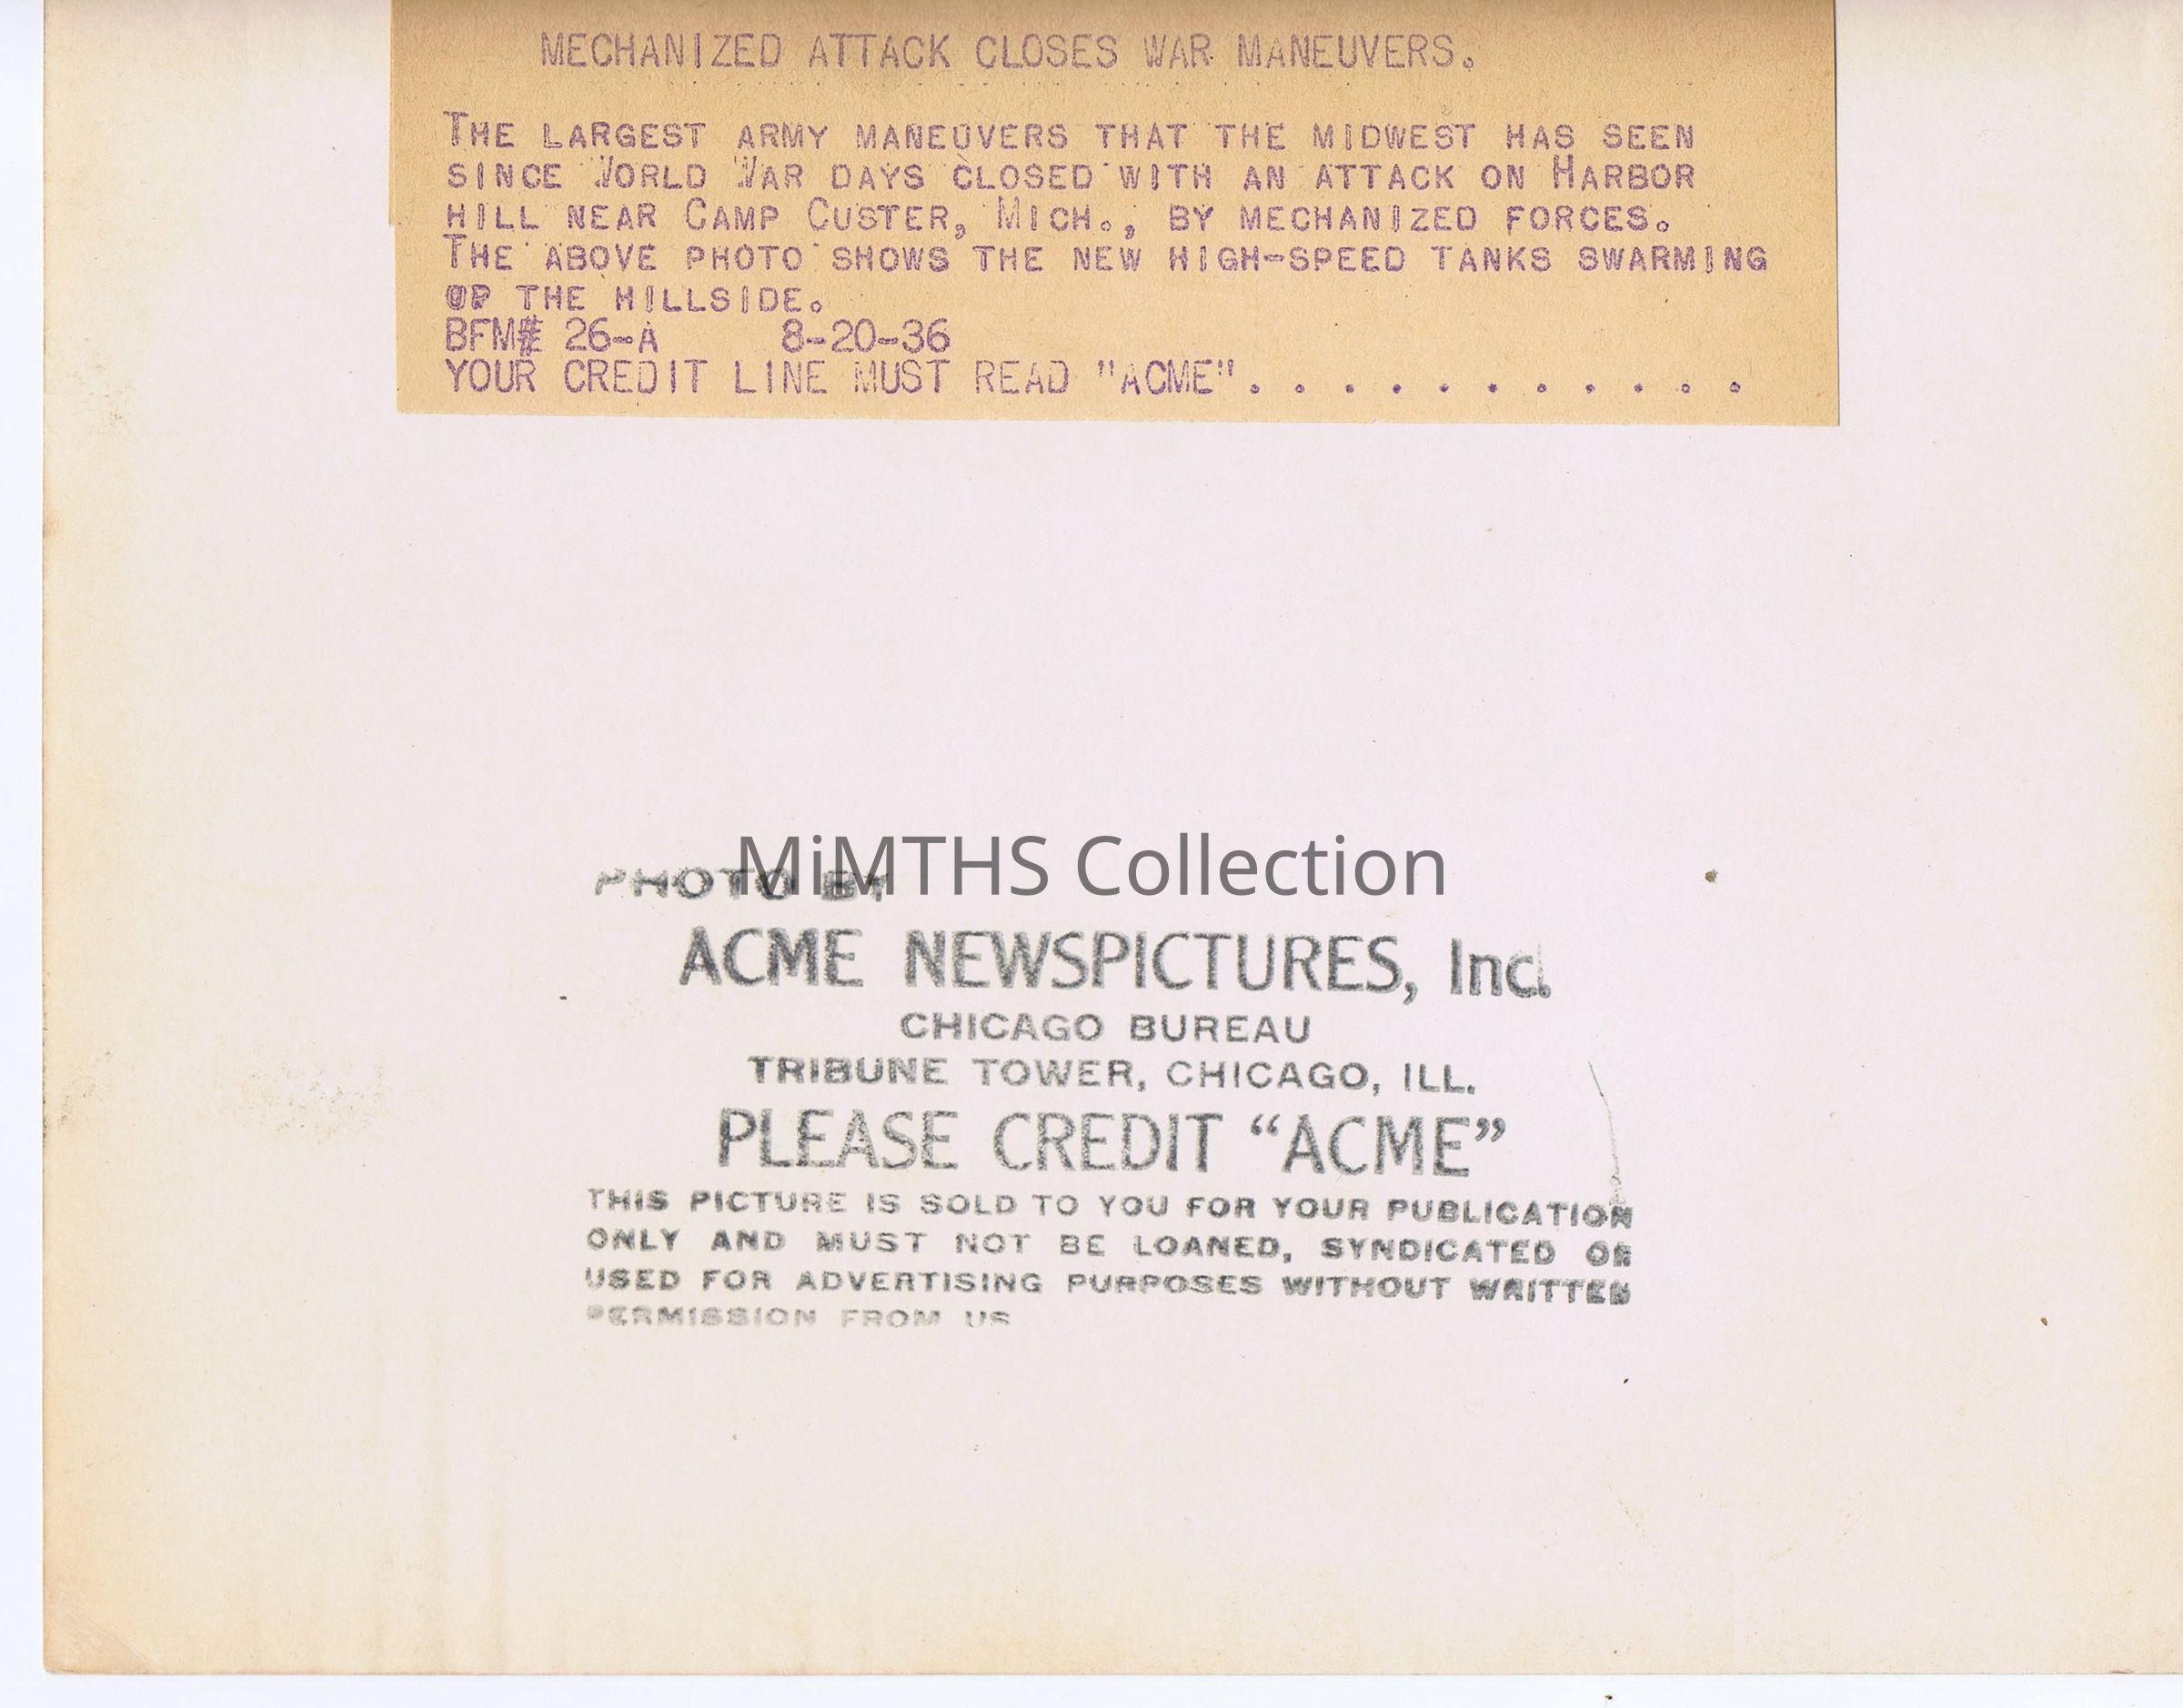 MECHANIZED ATTACK CLOSES WAR MANEUVERS.
THE LARGEST ARMY MANEUVERS THAT THE MIDWEST HAS SEEN
SINCE WORLD WAR DAYS CLOSED WITH AN ATTACK ON HARBOR
HILL NEAR CAMP CUSTER, MICH., BY MECHANIZED FORCES.
THE ABOVE PHOTO SHOWS THE NEW HIGH-SPEED TANKS SWARMING
UP THE HILLSIDE.
BFM# 26-A 8-20-36
YOUR CREDIT LINE MUST READ "ACME". . . . . . . . . . .
MiMTHS Collection
PHOTO BY
ACME NEWSPICTURES, Inc.
CHICAGO BUREAU
TRIBUNE TOWER, CHICAGO, ILL.
PLEASE CREDIT “ACME”
THIS PICTURE IS SOLD TO YOU FOR YOUR PUBLICATION
ONLY AND MUST NOT BE LOANED, SYNDICATED OR
USED FOR ADVERTISING PURPOSES WITHOUT WRITTEN
PERMISSION FROM US